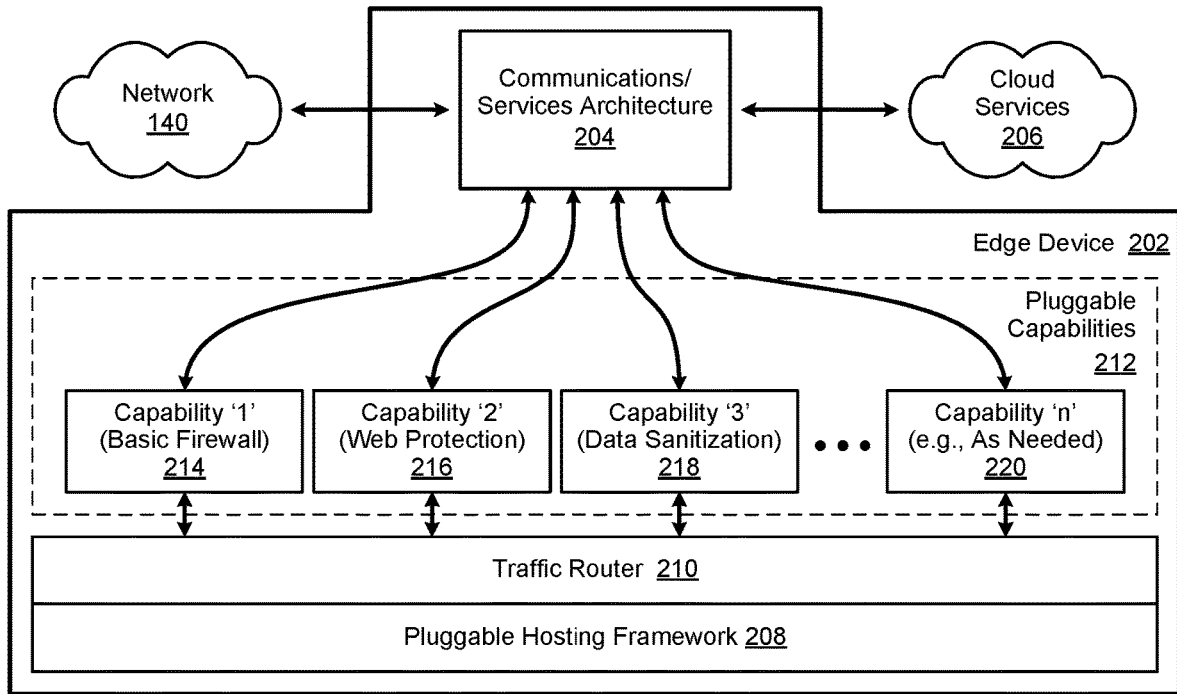 Network
140
Communications/
Services Architecture
204
Cloud
Services
206
Edge Device 202
Pluggable
Capabilities
212
Capability ‘1’
(Basic Firewall)
214
Capability ‘2’
(Web Protection)
216
Capability ‘3’
(Data Sanitization)
218
Capability ‘n’
(e.g., As Needed)
220
Traffic Router 210
Pluggable Hosting Framework 208